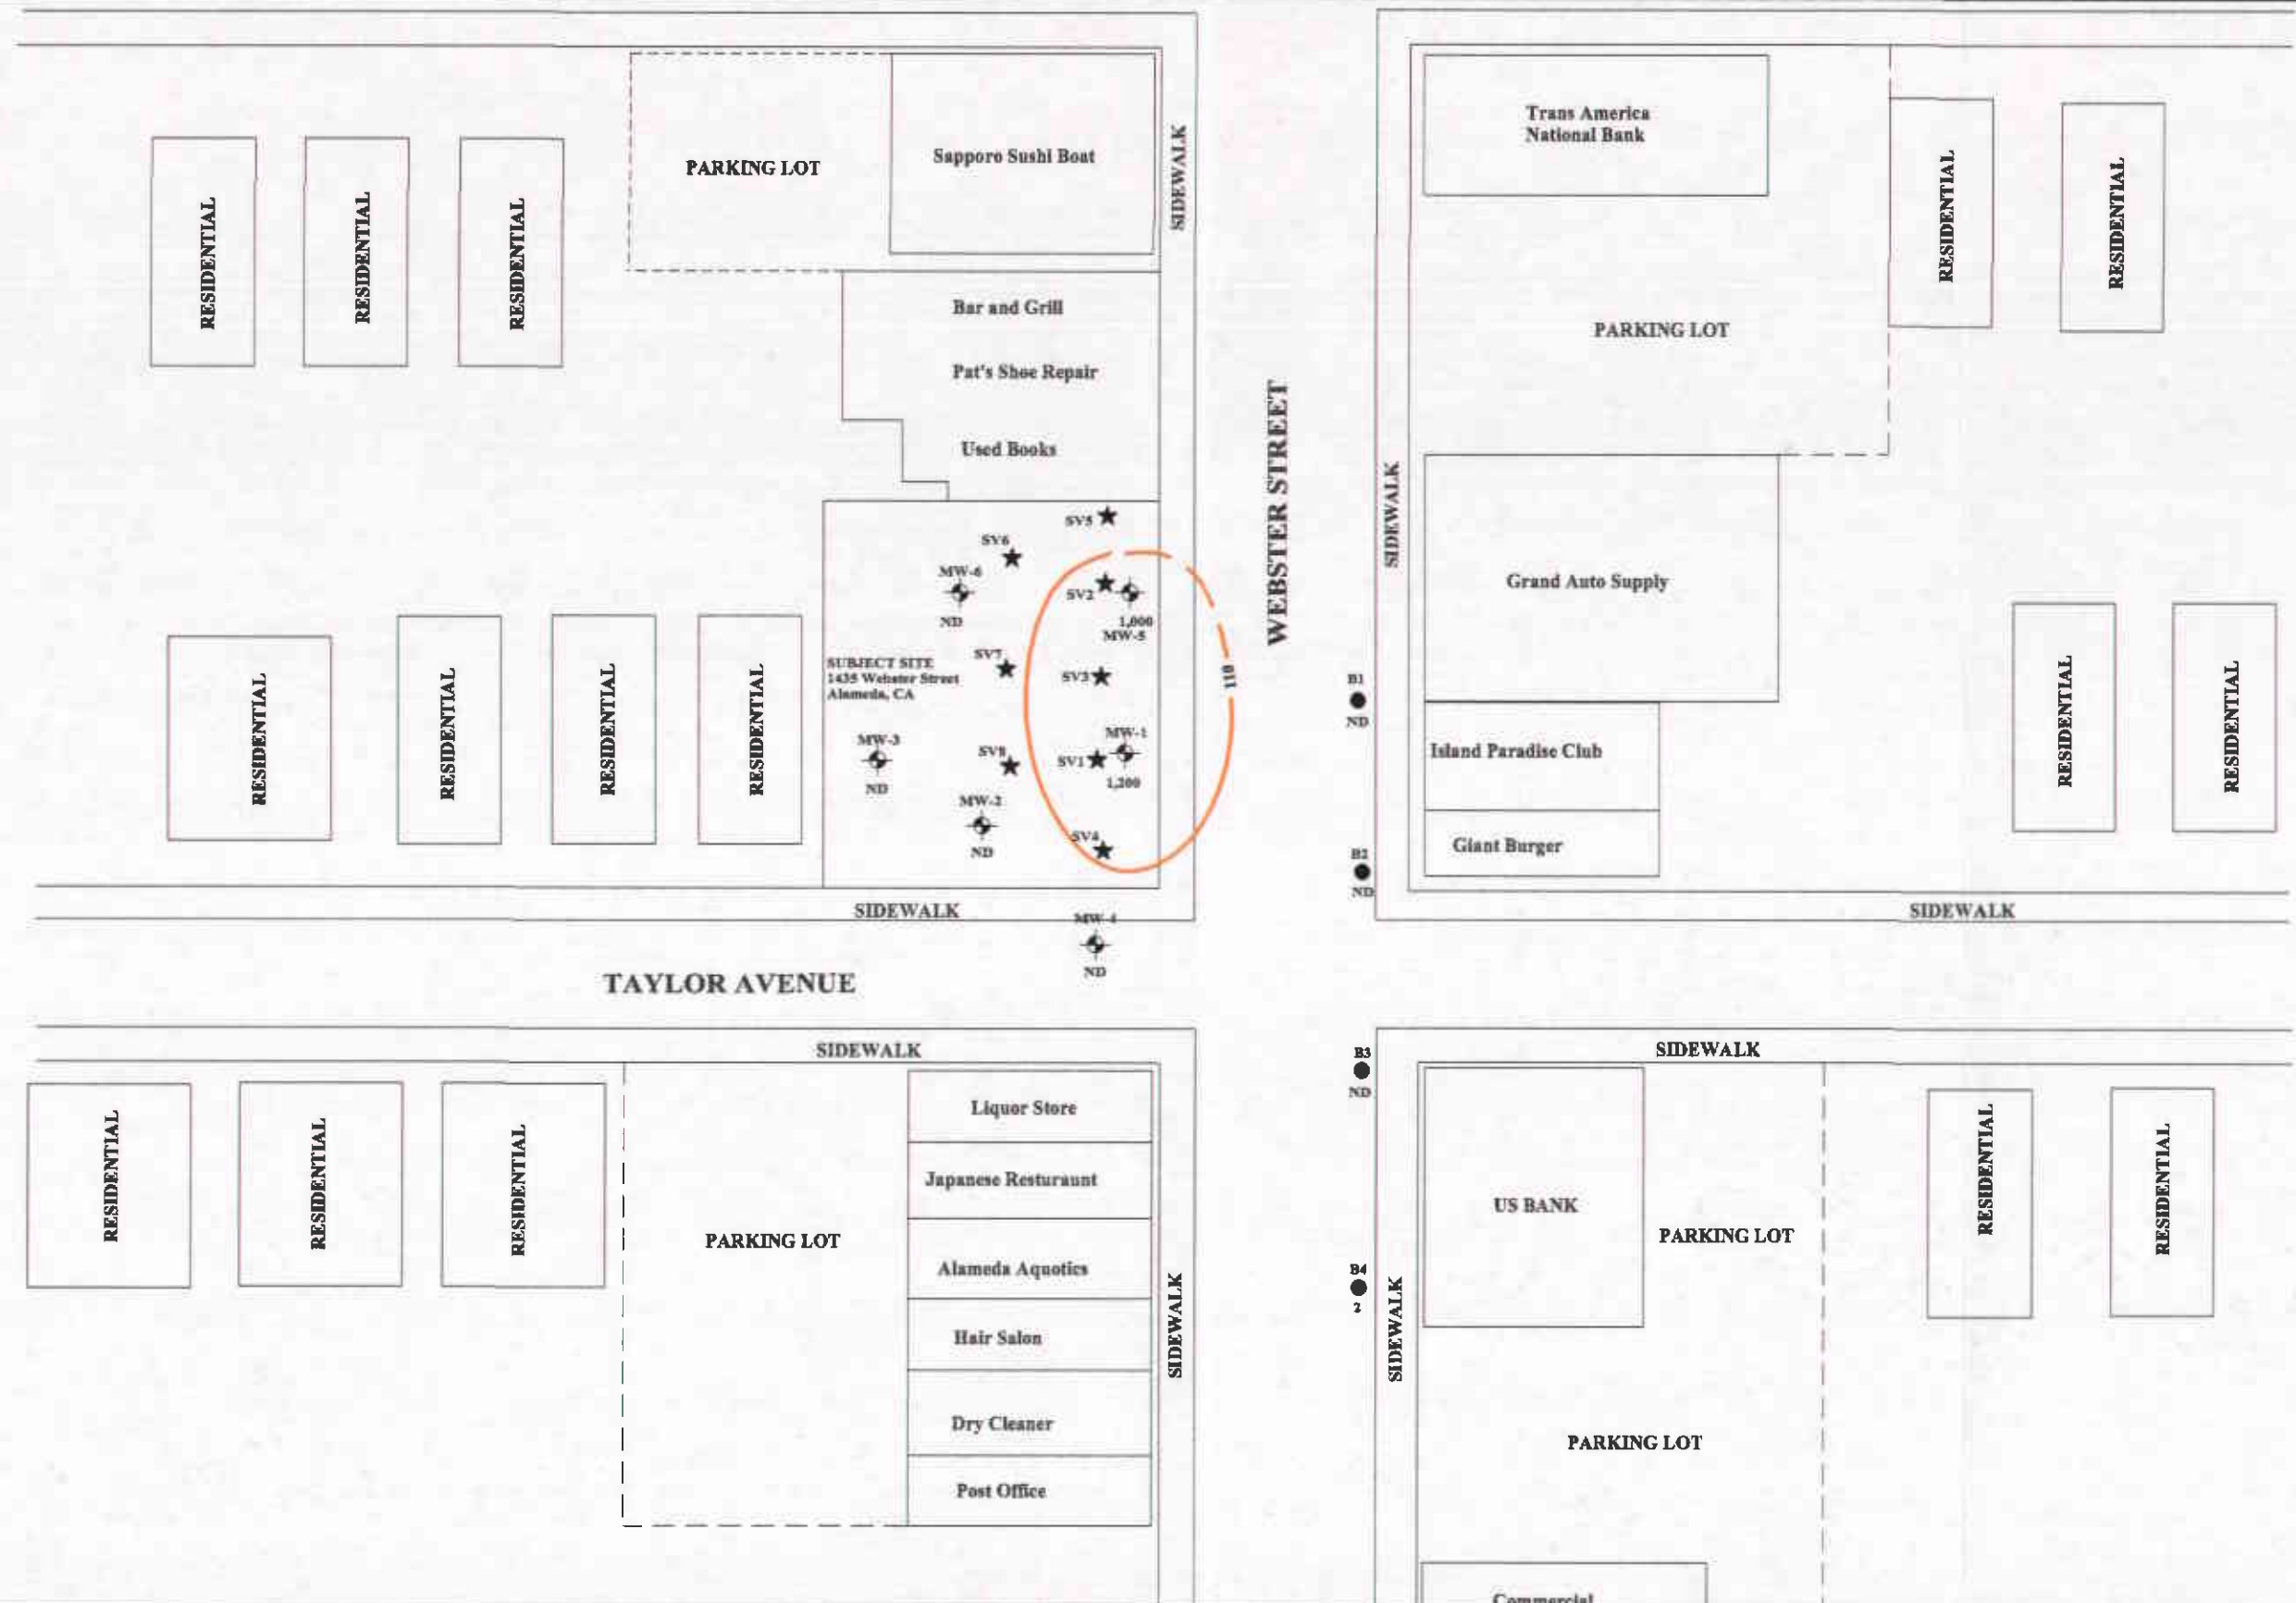 Trans America
National Bank
Sapporo Sushi Boat
PARKING LOT
SIDEWALK
RESIDENTIAL
RESIDENTIAL
RESIDENTIAL
RESIDENTIAL
RESIDENTIAL
Bar and Grill
PARKING LOT
Pat's Shoe Repair
Used Books
WEBSTER STREET
SIDEWALK
SV5
SV6
MW-6
ND
SV2
1,000
MW-5
Grand Auto Supply
SUBJECT SITE
1435 Webster Street
Alameda, CA
SV7
SV3
110
B1
ND
RESIDENTIAL
RESIDENTIAL
RESIDENTIAL
RESIDENTIAL
RESIDENTIAL
RESIDENTIAL
MW-3
ND
SV8
MW-1
SV1
1,200
Island Paradise Club
MW-2
ND
SV4
Giant Burger
B2
ND
SIDEWALK
SIDEWALK
MW-4
ND
TAYLOR AVENUE
SIDEWALK
SIDEWALK
B3
ND
Liquor Store
Japanese Resturaunt
RESIDENTIAL
RESIDENTIAL
RESIDENTIAL
US BANK
RESIDENTIAL
RESIDENTIAL
PARKING LOT
PARKING LOT
Alameda Aquotics
B4
2
SIDEWALK
SIDEWALK
Hair Salon
Dry Cleaner
PARKING LOT
Post Office
Commercial